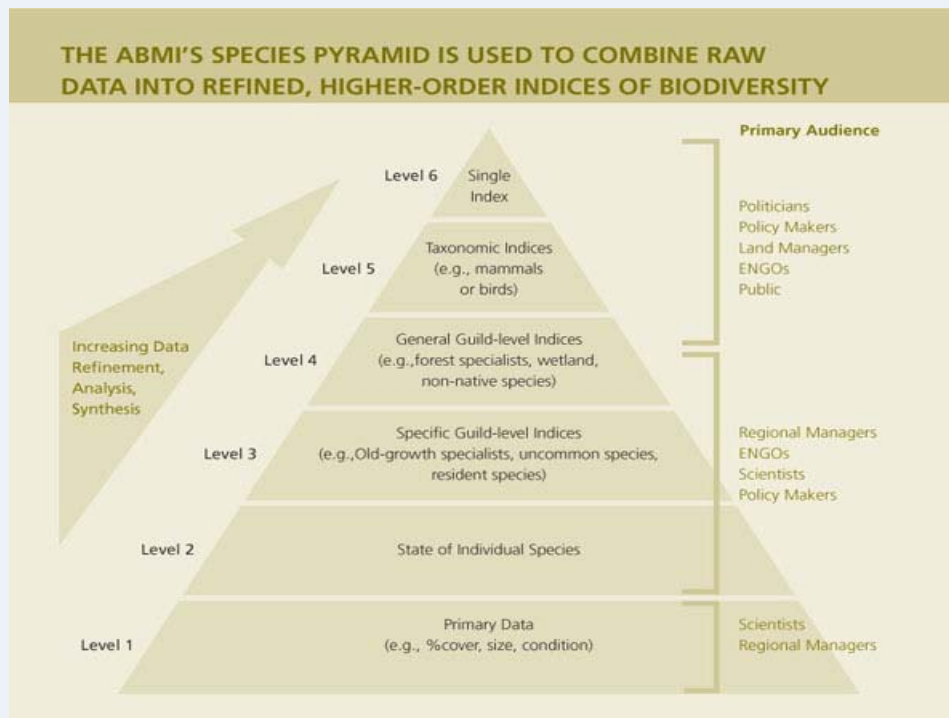 THE ABMI'S SPECIES PYRAMID IS USED TO COMBINE RAW
DATA INTO REFINED, HIGHER-ORDER INDICES OF BIODIVERSITY
Primary Audience
Level 6
Single
Index
Politicians
Policy Makers
Land Managers
ENGOs
Public
Level 5
Taxonomic Indices
(e.g., mammals
or birds)
Increasing Data
Refinement,
Analysis,
Synthesis
Level 4
General Guild-level Indices
(e.g.,forest specialists, wetland,
non-native species)
Level 3
Specific Guild-level Indices
(e.g.,Old-growth specialists, uncommon species,
resident species)
Regional Managers
ENGOs
Scientists
Policy Makers
Level 2
State of Individual Species
Level 1
Primary Data
(e.g., %cover, size, condition)
Scientists
Regional Managers